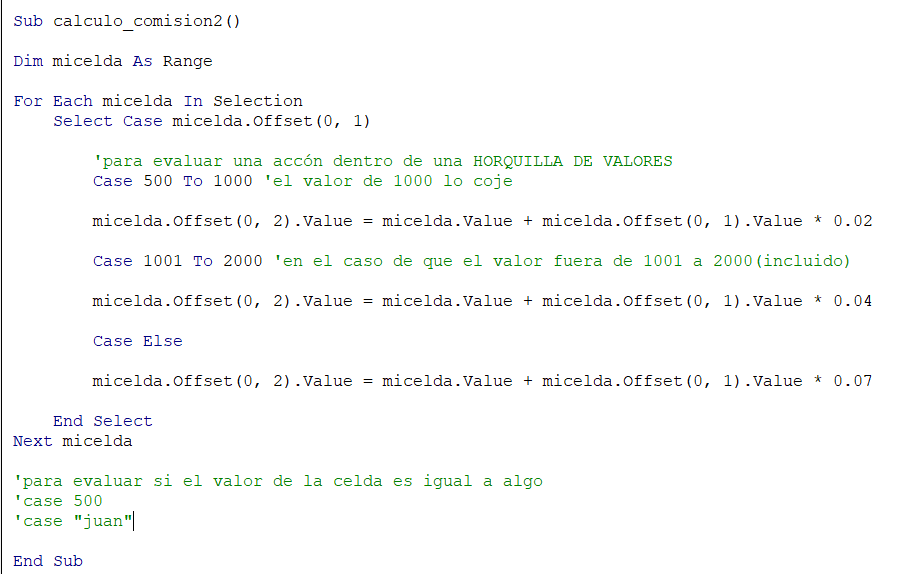 Sub calculo_comision2()
Dim micelda As Range
For Each micelda In Selection
Select Case micelda.Offset(0, 1)
'para evaluar una accón dentro de una HORQUILLA DE VALORES
Case 500 To 1000 'el valor de 1000 lo coje
micelda.Offset(0, 2).Value = micelda.Value + micelda.Offset(0, 1).Value * 0.02
Case 1001 To 2000 'en el caso de que el valor fuera de 1001 a 2000(incluido)
micelda.Offset(0, 2).Value = micelda.Value + micelda.Offset(0, 1).Value * 0.04
Case Else
micelda.Offset(0, 2).Value = micelda.Value + micelda.Offset(0, 1).Value * 0.07
End Select
Next micelda
'para evaluar si el valor de la celda es igual a algo
'case 500
'case "juan"
End Sub